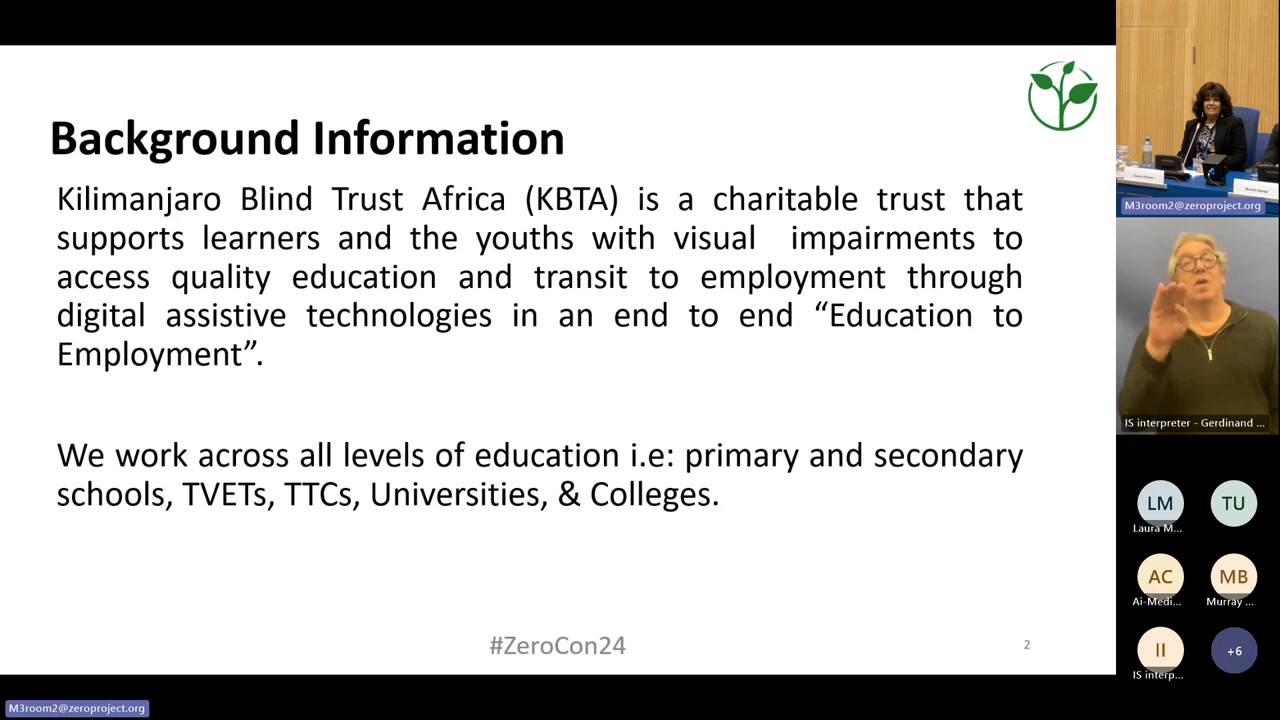 Background Information
Kilimanjaro Blind Trust Africa (KBTA) is a charitable trust that
supports learners and the youths with visual impairments to
access quality education and transit to employment through
digital assistive technologies in an end to end “Education to
Employment”.
We work across all levels of education i.e: primary and secondary
schools, TVETs, TTCs, Universities, & Colleges.
#ZeroCon24
2
M3room2@zeroproject.org
M3room2@zeroproject.org
IS interpreter - Gerdinand ...
LM
TU
Laura M...
AC
MB
Ai-Medi...
Murray ...
II
+6
IS interp...